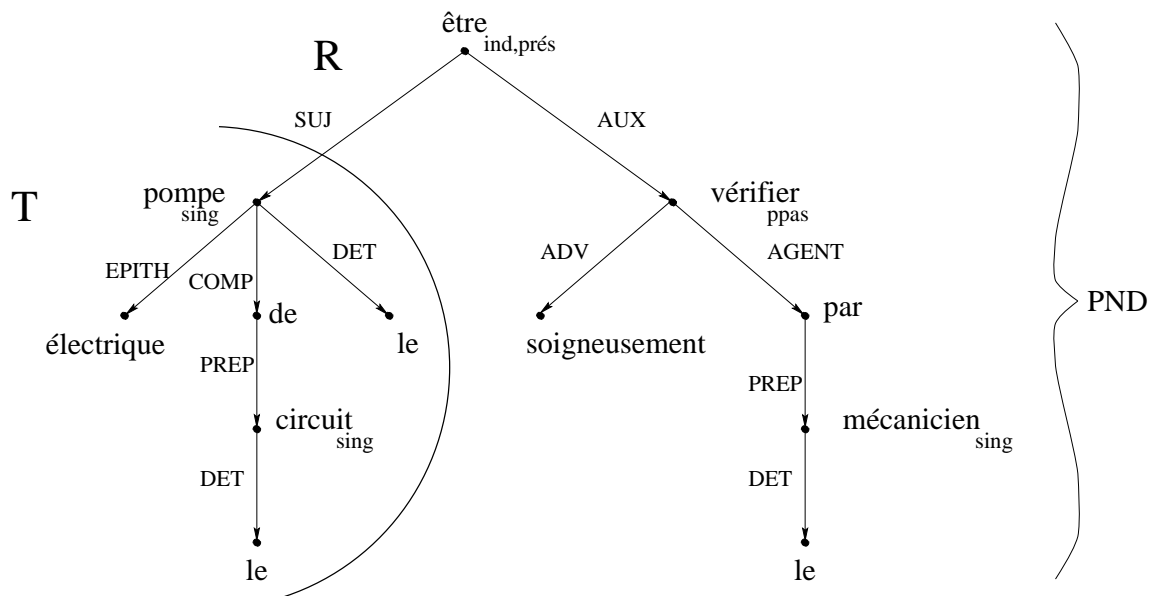 être ind,prés
R
SUJ AUX
T pompe sing vérifier ppas
EPITH COMP DET ADV AGENT
électrique de le soigneusement par PND
PREP PREP
circuit sing mécanicien sing
DET DET
le le